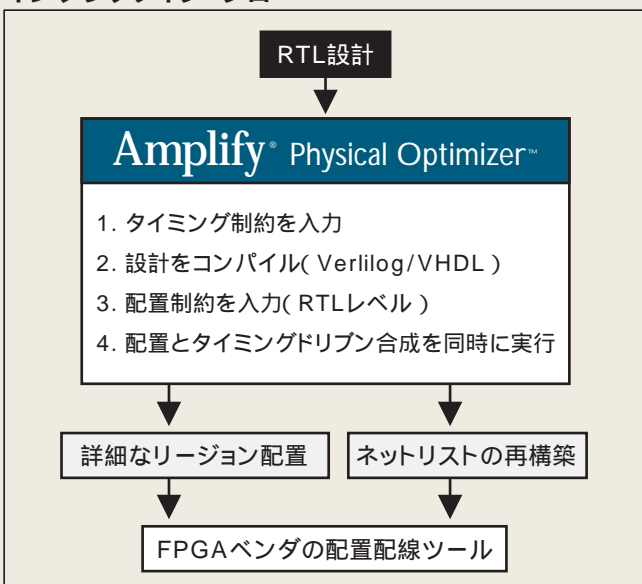 RTL設計
Amplify® Physical Optimizer™
1. タイミング制約を入力
2. 設計をコンパイル( Verlilog/VHDL )
3. 配置制約を入力( RTLレベル )
4. 配置とタイミングドリブン合成を同時に実行
詳細なリージョン配置
ネットリストの再構築
FPGAベンダの配置配線ツール